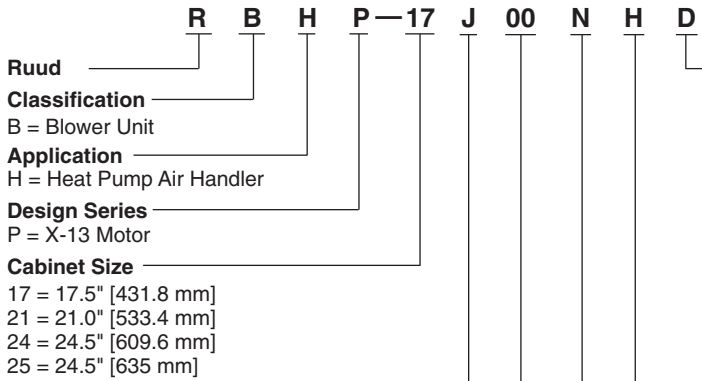 R B H P—17 J 00 N H D
Ruud
Classification
B = Blower Unit
Application
H = Heat Pump Air Handler
Design Series
P = X-13 Motor
Cabinet Size
17 = 17.5" [431.8 mm]
21 = 21.0" [533.4 mm]
24 = 24.5" [609.6 mm]
25 = 24.5" [635 mm]